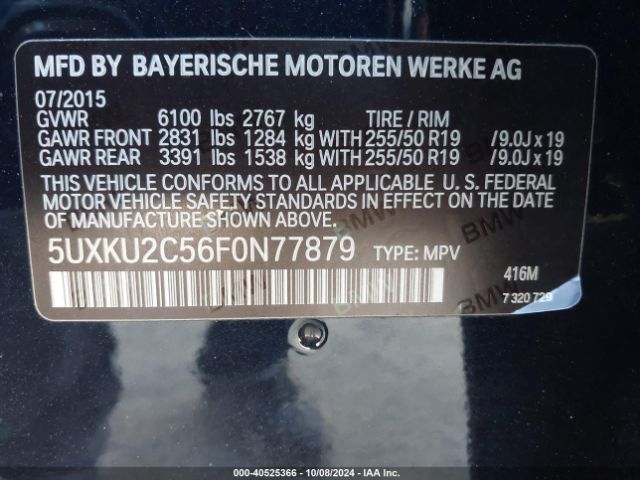 MFD BY BAYERISCHE MOTOREN WERKE AG
07/2015
GVWR 6100 lbs 2767 kg TIRE / RIM
GAWR FRONT 2831 lbs 1284 kg WITH 255/50 R19 /9.0J x 19
GAWR REAR 3391 lbs 1538 kg WITH 255/50 R19 /9.0J x 19
THIS VEHICLE CONFORMS TO ALL APPLICABLE U. S. FEDERAL
MOTOR VEHICLE SAFETY STANDARDS IN EFFECT ON THE DATE
OF MANUFACTURE SHOWN ABOVE.
5UXKU2C56F0N77879 TYPE: MPV
416M
7 320 729
000-40525366 - 10/08/2024 - IAA Inc.